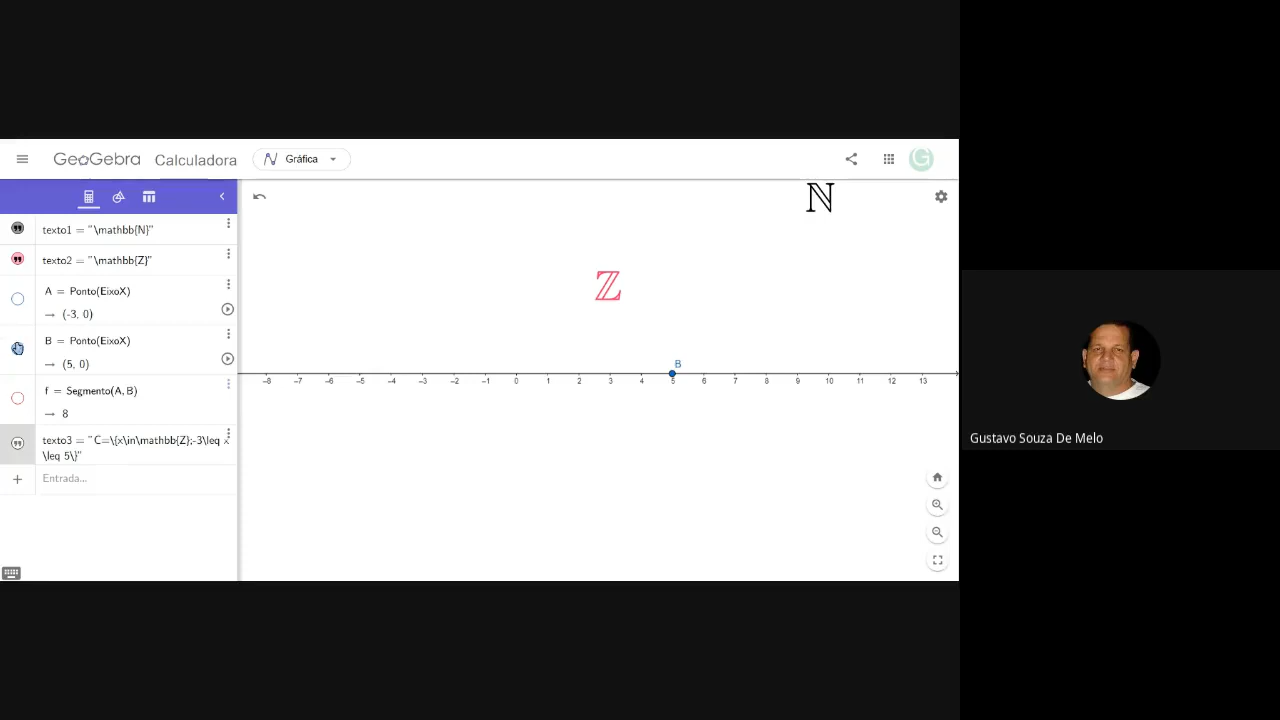 GeoGebra Calculadora Gráfica
ℕ
texto1 = "\mathbb{N}"
texto2 = "\mathbb{Z}"
ℤ
A = Ponto(EixoX)
→ (-3, 0)
B = Ponto(EixoX)
→ (5, 0)
B
-8 -7 -6 -5 -4 -3 -2 -1 0 1 2 3 4 5 6 7 8 9 10 11 12 13
f = Segmento(A, B)
→ 8
texto3 = "C=\{x\in\mathbb{Z};-3\leq x
\leq 5\}"
Entrada...
Gustavo Souza De Melo